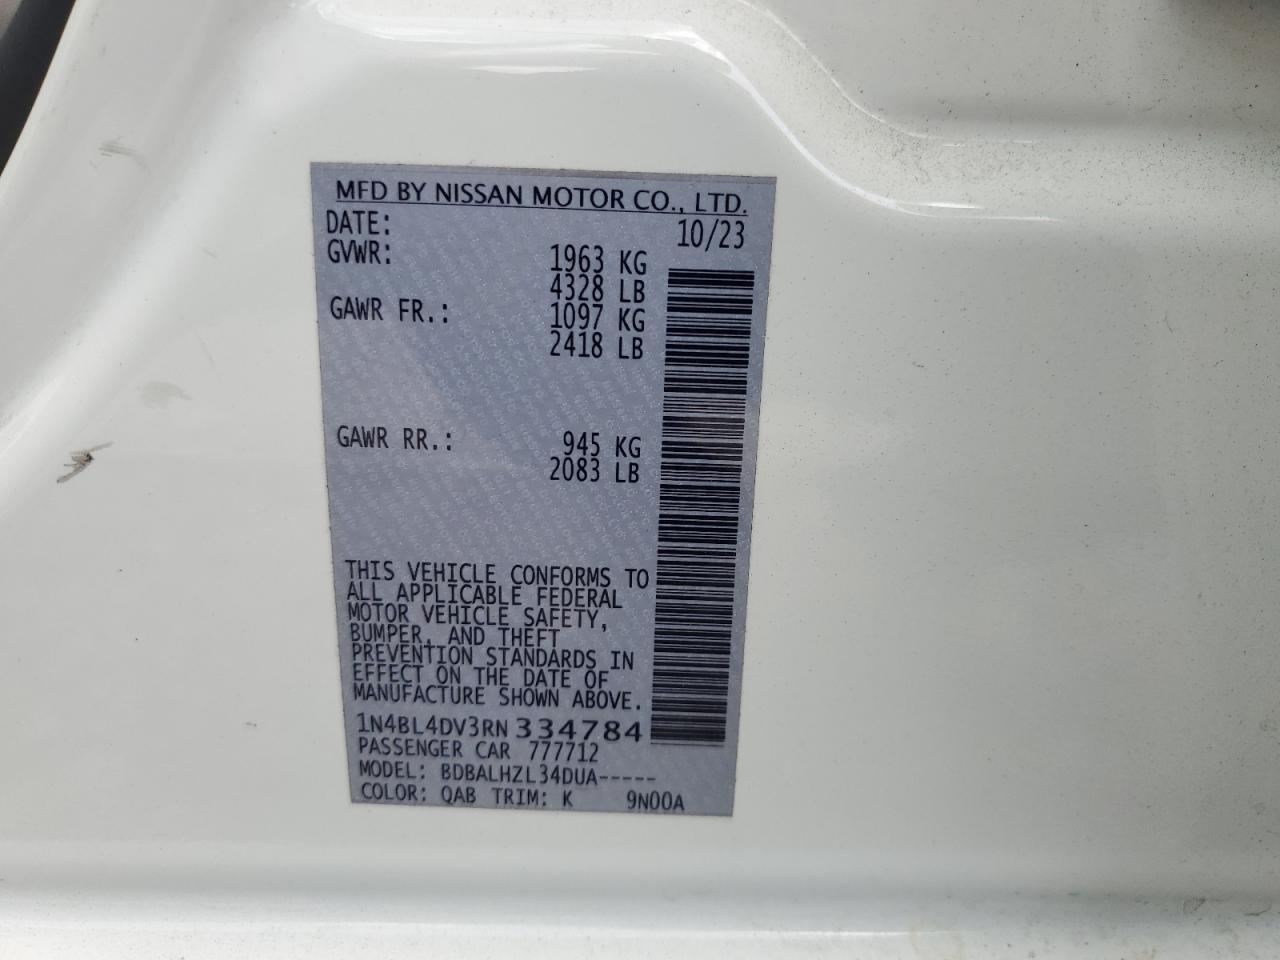 MFD BY NISSAN MOTOR CO., LTD.
DATE: 10/23
GVWR: 1963 KG
4328 LB
GAWR FR.: 1097 KG
2418 LB
GAWR RR.: 945 KG
2083 LB
THIS VEHICLE CONFORMS TO
ALL APPLICABLE FEDERAL
MOTOR VEHICLE SAFETY,
BUMPER, AND THEFT
PREVENTION STANDARDS IN
EFFECT ON THE DATE OF
MANUFACTURE SHOWN ABOVE.
1N4BL4DV3RN334784
PASSENGER CAR 777712
MODEL: BDBALHZL34DUA-----
COLOR: QAB TRIM: K 9N00A